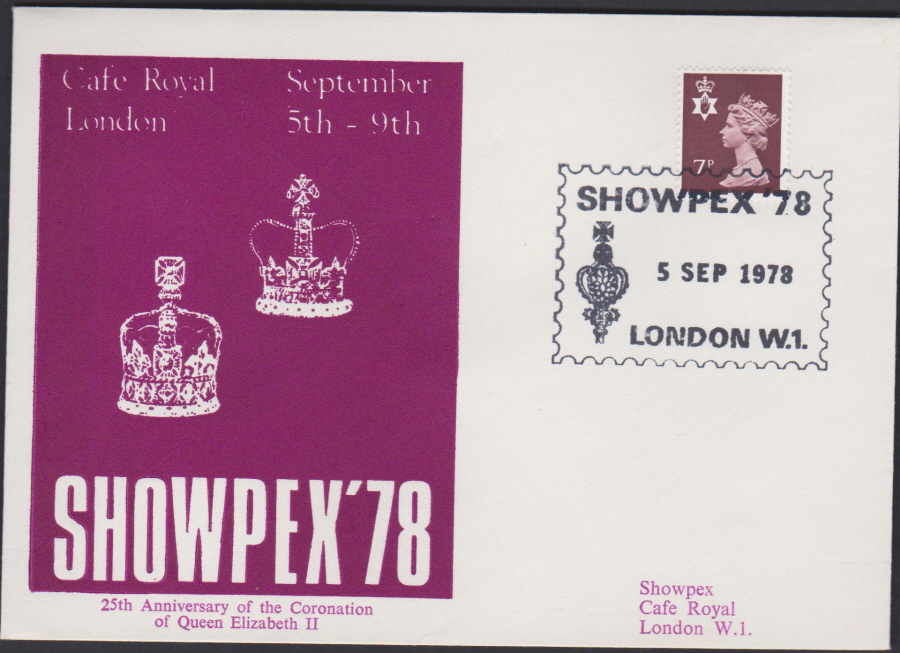 Cafe Royal
London
September
5th - 9th
7P
SHOWPEX '78
5 SEP 1978
LONDON W.1.
SHOWPEX'78
25th Anniversary of the Coronation
of Queen Elizabeth II
Showpex
Cafe Royal
London W.1.